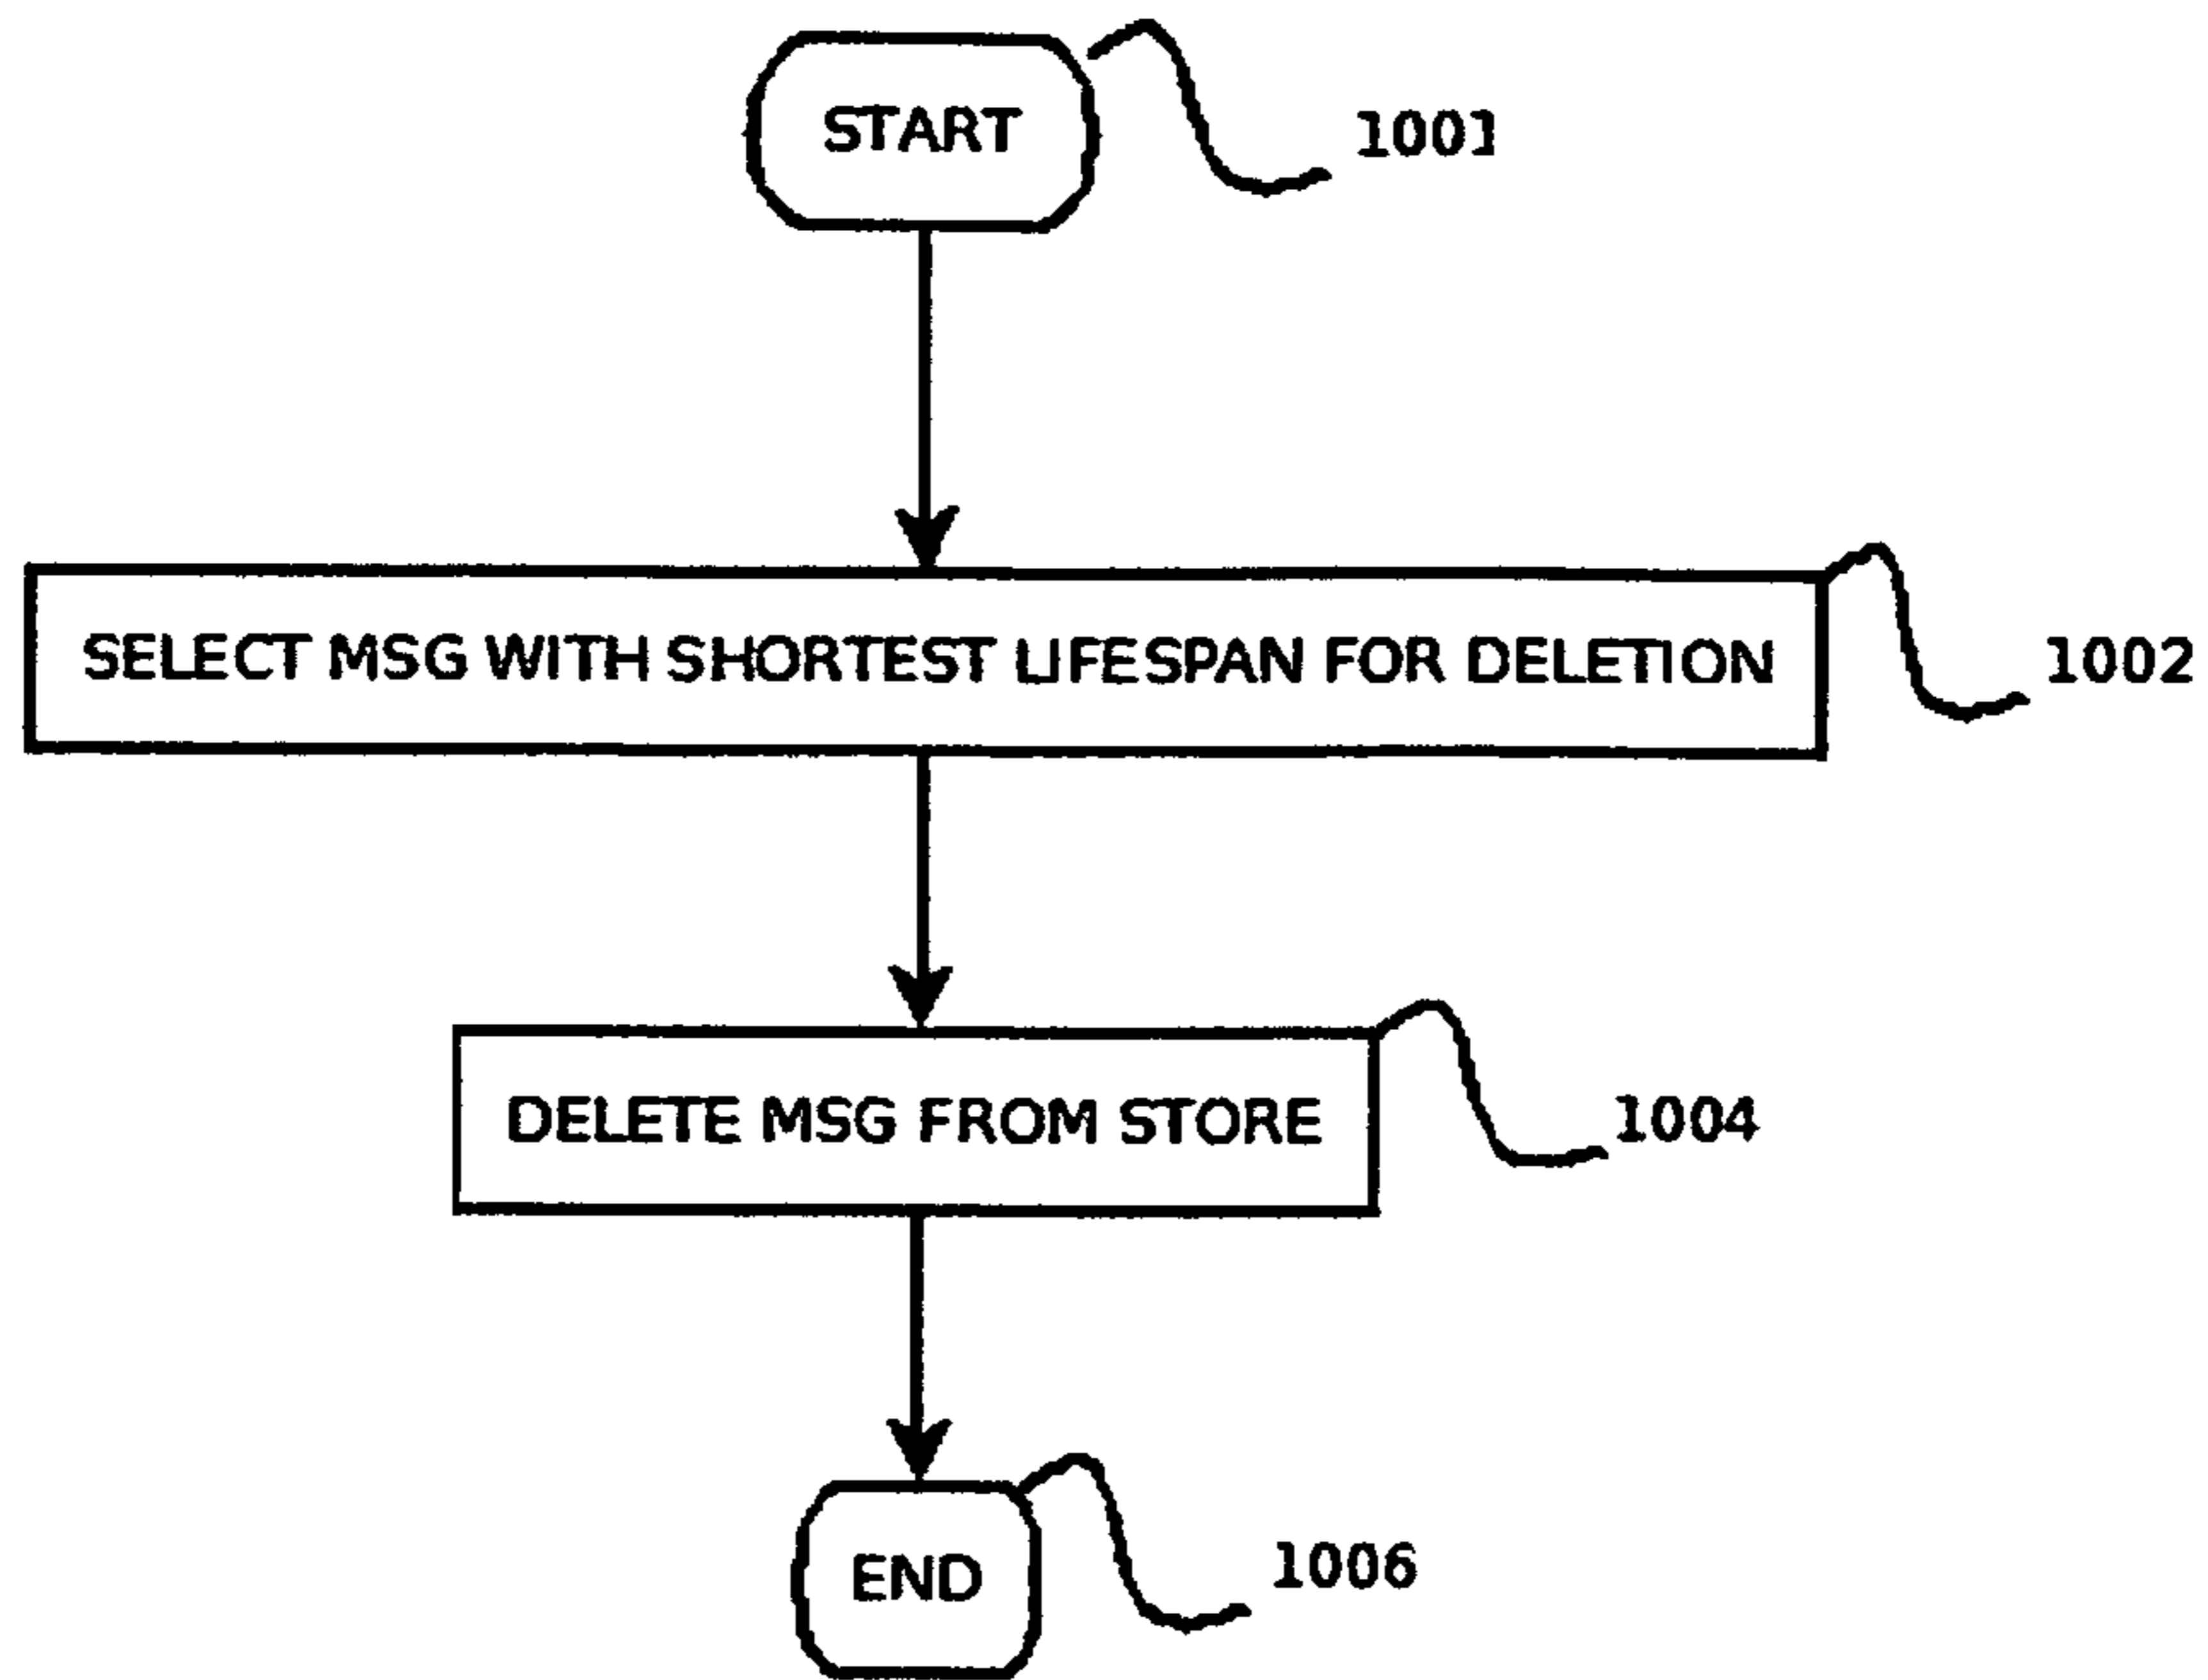 START
1001
SELECT MSG WITH SHORTEST LIFESPAN FOR DELETION
1002
DELETE MSG FROM STORE
1004
END
1006